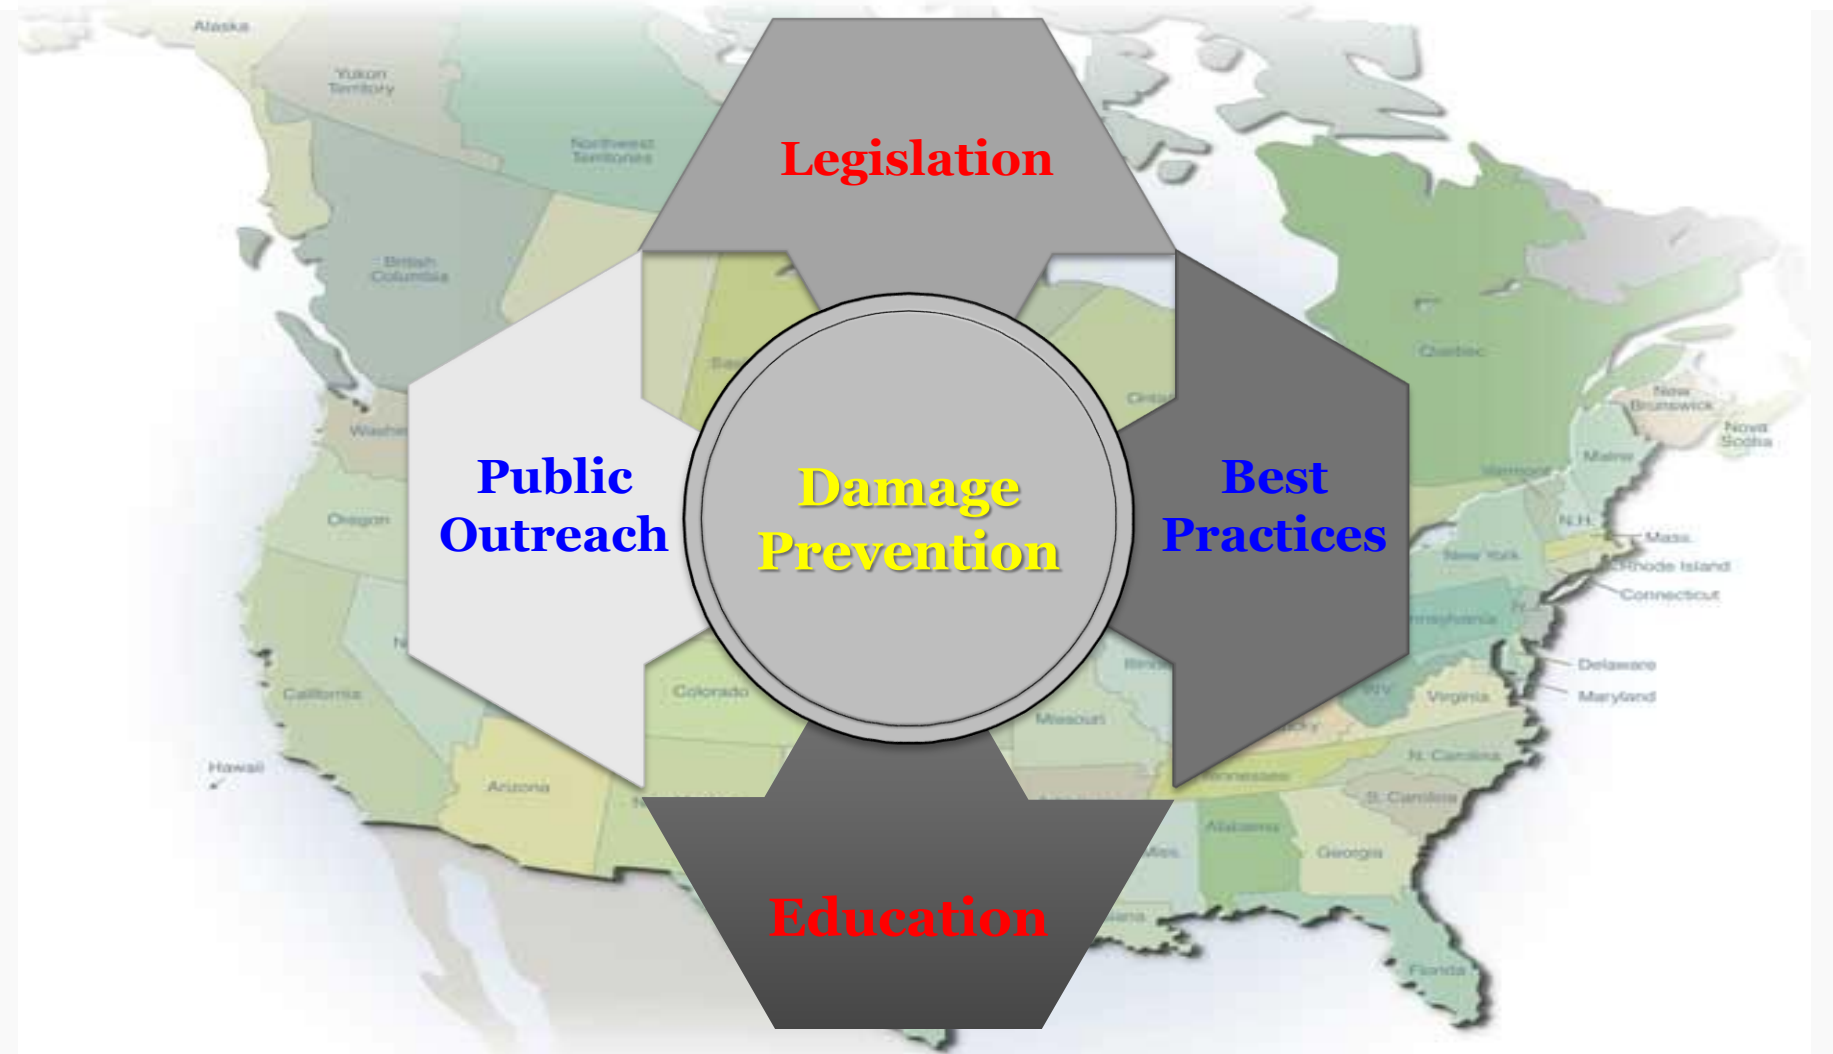 Alaska
Yukon
Territory
Northwest
Territories
Legislation
British
Columbia
Quebec
New
Brunswick
Nova
Scotia
Maine
Vermont
Public
Outreach
Damage
Prevention
Best
Practices
Oregon
N.H.
Mass.
New York
Rhode Island
Connecticut
Delaware
Maryland
California
Colorado
Missouri
WV
Virginia
Hawaii
Arizona
N. Carolina
S. Carolina
Alabama
Georgia
Miss.
Education
Florida